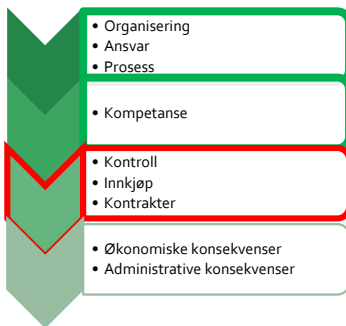 • Organisering
• Ansvar
• Prosess
• Kompetanse
• Kontroll
• Innkjøp
• Kontrakter
• Økonomiske konsekvenser
• Administrative konsekvenser